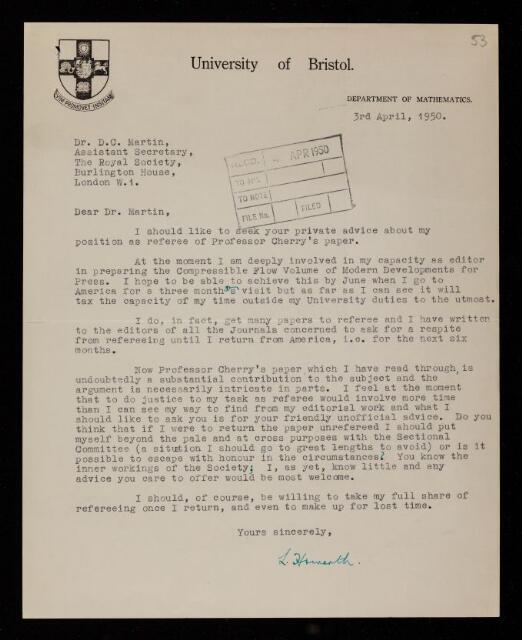 53
University of Bristol.
VIM PROMOVET INSITAM
DEPARTMENT OF MATHEMATICS.
3rd April, 1950.
Dr. D.C. Martin,
Assistant Secretary,
The Royal Society,
Burlington House,
London W.1.
APR 1950
TO NOTE
FILE No. FILED
Dear Dr. Martin,
I should like to seek your private advice about my
position as referee of Professor Cherry's paper.
At the moment I am deeply involved in my capacity as editor
in preparing the Compressible Flow Volume of Modern Developments for
Press. I hope to be able to achieve this by June when I go to
America for a three month's visit but as far as I can see it will
tax the capacity of my time outside my University duties to the utmost.
I do, in fact, get many papers to referee and I have written
to the editors of all the Journals concerned to ask for a respite
from refereeing until I return from America, i.e. for the next six
months.
Now Professor Cherry's paper which I have read through, is
undoubtedly a substantial contribution to the subject and the
argument is necessarily intricate in parts. I feel at the moment
that to do justice to my task as referee would involve more time
than I can see my way to find from my editorial work and what I
should like to ask you is for your friendly unofficial advice. Do you
think that if I were to return the paper unrefereed I should put
myself beyond the pale and at cross purposes with the Sectional
Committee (a situation I should go to great lengths to avoid) or is it
possible to escape with honour in the circumstances? You know the
inner workings of the Society; I, as yet, know little and any
advice you care to offer would be most welcome.
I should, of course, be willing to take my full share of
refereeing once I return, and even to make up for lost time.
Yours sincerely,
L. Howarth.